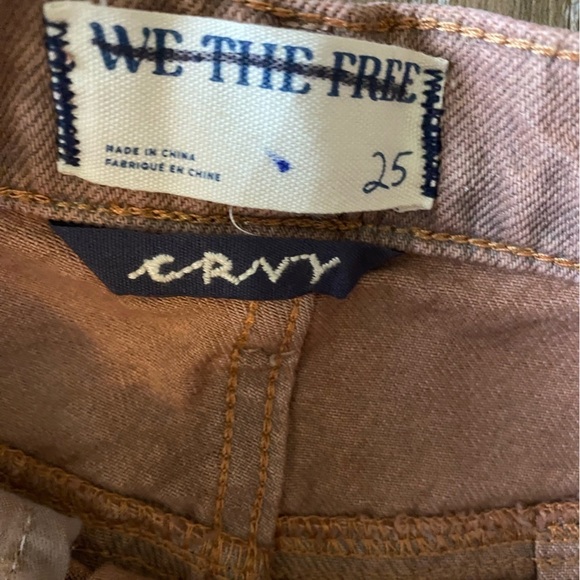 WE THE FREE
MADE IN CHINA
FABRIQUÉ EN CHINE
25
CRVY